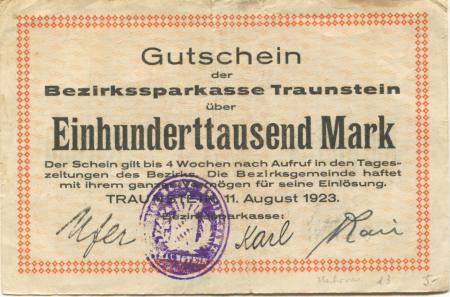 Gutschein
der
Bezirkssparkasse Traunstein
über
Einhunderttausend Mark
Der Schein gilt bis 4 Wochen nach Aufruf in den Tages-
zeitungen des Bezirks. Die Bezirksgemeinde haftet
mit ihrem ganzen Vermögen für seine Einlösung.
TRAUNSTEIN, 11. August 1923.
Bezirkssparkasse:
Karl
TRAUNSTEIN